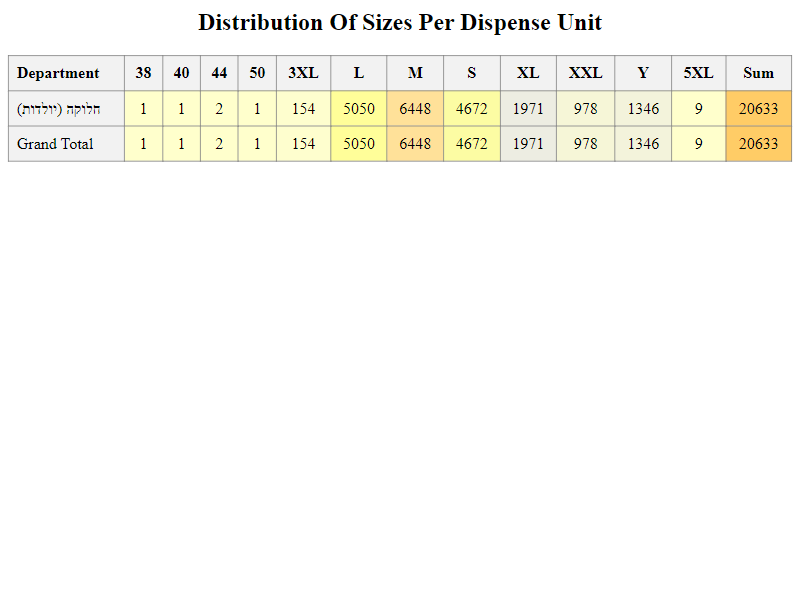 Distribution Of Sizes Per Dispense Unit
Department 38 40 44 50 3XL L M S XL XXL Y 5XL Sum
חלוקה (יולדות) 1 1 2 1 154 5050 6448 4672 1971 978 1346 9 20633
Grand Total 1 1 2 1 154 5050 6448 4672 1971 978 1346 9 20633